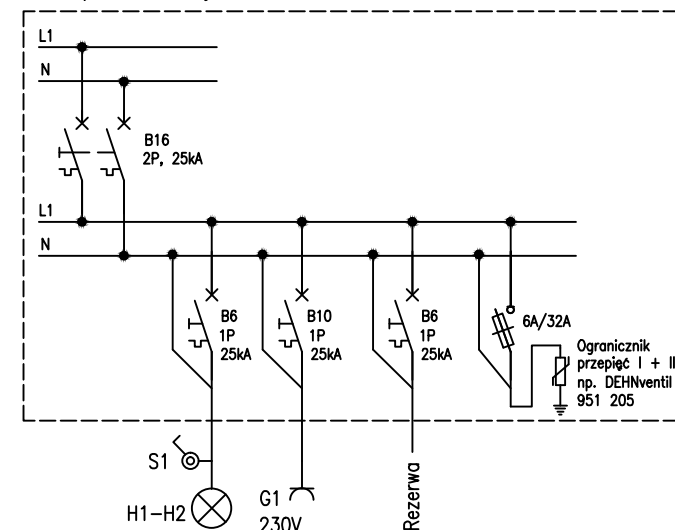 L1
N
B16
2P, 25kA
L1
N
B6
1P
25kA
B10
1P
25kA
B6
1P
25kA
6A/32A
Ogranicznik
przepięć I + II
np. DEHNventil
951 205
S1
H1-H2
G1
230V
Rezerwa